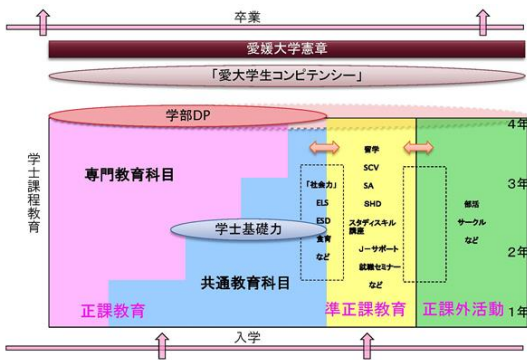 卒業
愛媛大学憲章
「愛大学生コンピテンシー」
学部DP
4年
学士課程教育
専門教育科目
留学
SCV
「社会力」
SA
3年
ELS
SHD
部活
ESD
スタディスキル
講座
サークル
学士基礎力
食育
など
など
J－サポート
2年
共通教育科目
就職セミナー
など
正課教育
準正課教育
正課外活動
1年
入学